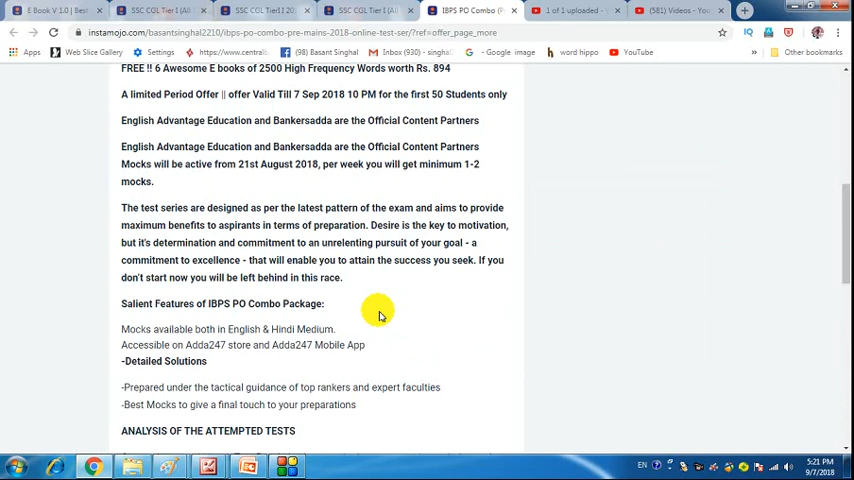 E Book V 1.0 | Best
SSC CGL Tier I (All
SSC CGL Tier I 20
SSC CGL Tier I (All
IBPS PO Combo (P
1 of 1 uploaded -
(581) Videos - You
instamojo.com/basantsinghal2210/ibps-po-combo-pre-mains-2018-online-test-ser/?ref=offer_page_more
Apps
Web Slice Gallery
Settings
https://www.centrali
(98) Basant Singhal
Inbox (930) - singha
Google - image
word hippo
YouTube
Other bookmarks
FREE !! 6 Awesome E books of 2500 High Frequency Words worth Rs. 894
A limited Period Offer || offer Valid Till 7 Sep 2018 10 PM for the first 50 Students only
English Advantage Education and Bankersadda are the Official Content Partners
English Advantage Education and Bankersadda are the Official Content Partners
Mocks will be active from 21st August 2018, per week you will get minimum 1-2
mocks.
The test series are designed as per the latest pattern of the exam and aims to provide
maximum benefits to aspirants in terms of preparation. Desire is the key to motivation,
but it's determination and commitment to an unrelenting pursuit of your goal - a
commitment to excellence - that will enable you to attain the success you seek. If you
don't start now you will be left behind in this race.
Salient Features of IBPS PO Combo Package:
Mocks available both in English & Hindi Medium.
Accessible on Adda247 store and Adda247 Mobile App
-Detailed Solutions
-Prepared under the tactical guidance of top rankers and expert faculties
-Best Mocks to give a final touch to your preparations
ANALYSIS OF THE ATTEMPTED TESTS
EN
5:21 PM
9/7/2018